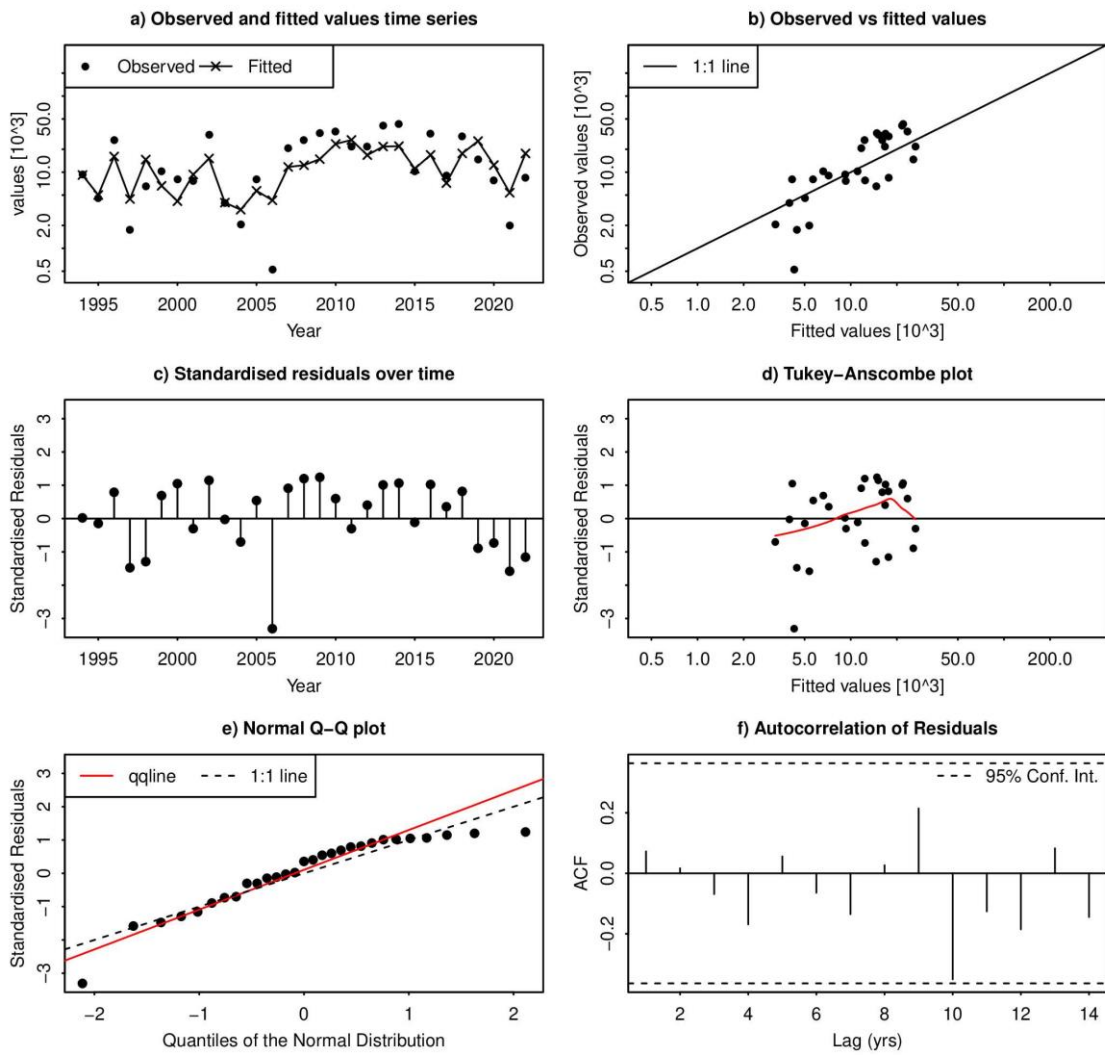 a) Observed and fitted values time series
Observed Fitted
values [10^3]
0.5 2.0 10.0 50.0
1995 2000 2005 2010 2015 2020
Year
b) Observed vs fitted values
1:1 line
Observed values [10^3]
0.5 2.0 10.0 50.0
0.5 1.0 2.0 5.0 10.0 50.0 200.0
Fitted values [10^3]
c) Standardised residuals over time
Standardised Residuals
−3 −1 0 1 2 3
1995 2000 2005 2010 2015 2020
Year
d) Tukey−Anscombe plot
Standardised Residuals
−3 −1 0 1 2 3
0.5 1.0 2.0 5.0 10.0 50.0 200.0
Fitted values [10^3]
e) Normal Q−Q plot
qqline 1:1 line
Standardised Residuals
−3 −1 0 1 2 3
−2 −1 0 1 2
Quantiles of the Normal Distribution
f) Autocorrelation of Residuals
95% Conf. Int.
ACF
−0.2 0.0 0.2
2 4 6 8 10 12 14
Lag (yrs)